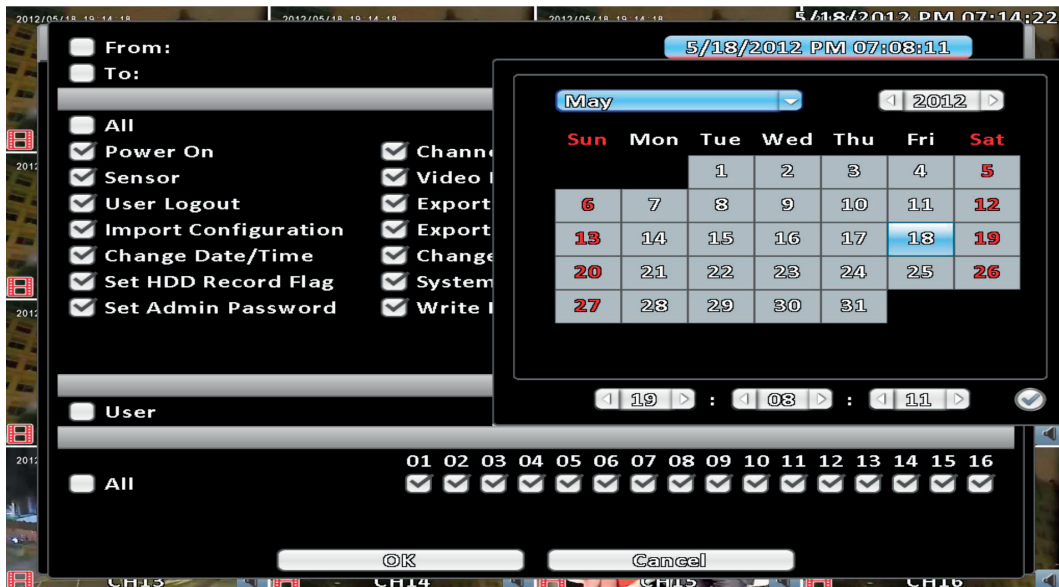 2012/05/18 19:14:18 2012/05/18 19:14:18 2012/05/18 19:14:18 5/18/2012 PM 07:14:22
From: 5/18/2012 PM 07:08:11
To:
May 2012
All
Sun Mon Tue Wed Thu Fri Sat
Power On
1 2 3 4 5
Sensor Video
User Logout Export
6 7 8 9 10 11 12
Import Configuration Export
13 14 15 16 17 18 19
Change Date/Time Change
20 21 22 23 24 25 26
Set HDD Record Flag System
27 28 29 30 31
Set Admin Password Write
19 : 08 : 11
User
01 02 03 04 05 06 07 08 09 10 11 12 13 14 15 16
All
OK Cancel
CH13 CH14 CH15 CH16